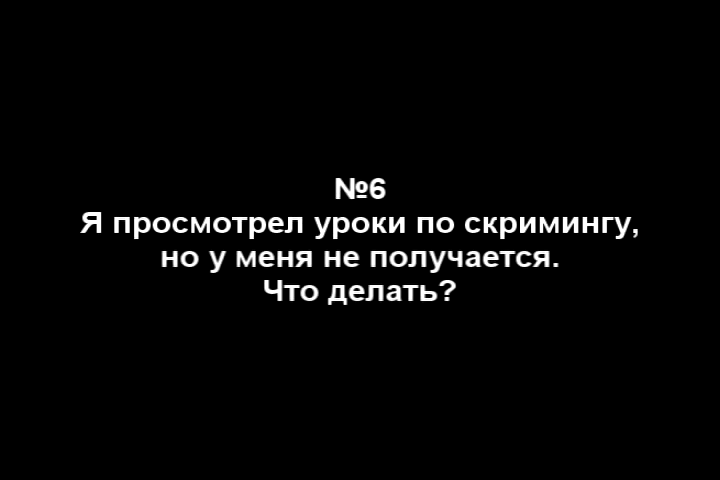 №6
Я просмотрел уроки по скримингу,
но у меня не получается.
Что делать?